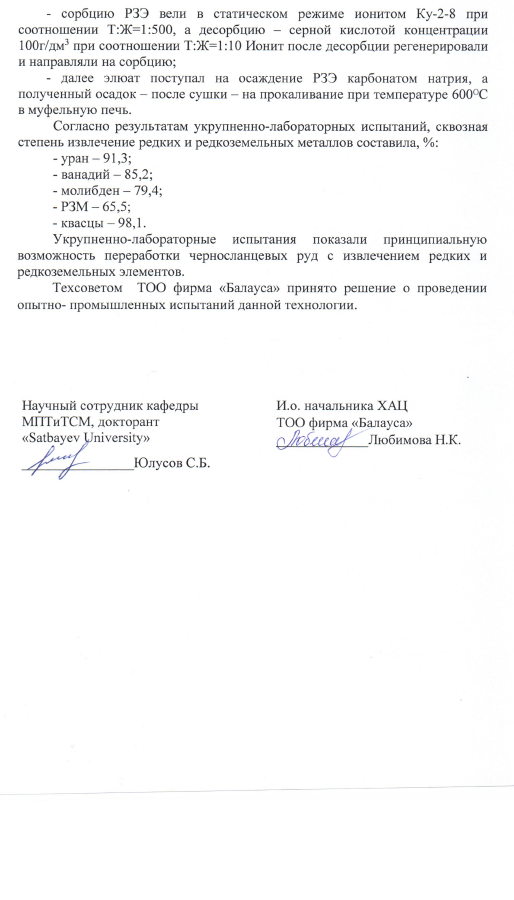 - сорбцию РЗЭ вели в статическом режиме ионитом Ку-2-8 при
соотношении Т:Ж=1:500, а десорбцию – серной кислотой концентрации
100г/дм³ при соотношении Т:Ж=1:10 Ионит после десорбции регенерировали
и направляли на сорбцию;
- далее элюат поступал на осаждение РЗЭ карбонатом натрия, а
полученный осадок – после сушки – на прокаливание при температуре 600⁰С
в муфельную печь.
Согласно результатам укрупненно-лабораторных испытаний, сквозная
степень извлечение редких и редкоземельных металлов составила, %:
- уран – 91,3;
- ванадий – 85,2;
- молибден – 79,4;
- РЗМ – 65,5;
- квасцы – 98,1.
Укрупненно-лабораторные испытания показали принципиальную
возможность переработки черносланцевых руд с извлечением редких и
редкоземельных элементов.
Техсоветом ТОО фирма «Балауса» принято решение о проведении
опытно- промышленных испытаний данной технологии.
Научный сотрудник кафедры
МПТиТСМ, докторант
«Satbayev University»
Юлусов С.Б.
И.о. начальника ХАЦ
ТОО фирма «Балауса»
Любимова Н.К.